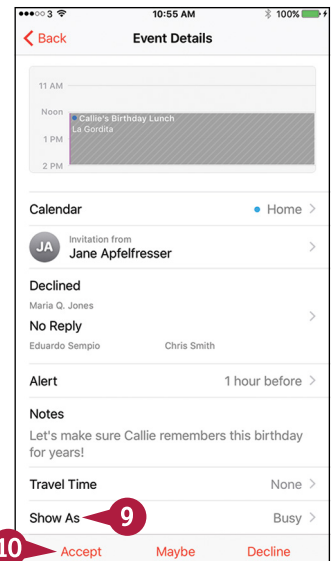 3 10:55 AM 100%
Back Event Details
11 AM
Noon
Callie's Birthday Lunch
La Gordita
1 PM
2 PM
Calendar Home
JA
Invitation from
Jane Apfelfresser
Declined
Maria Q. Jones
No Reply
Eduardo Sempio Chris Smith
Alert 1 hour before
Notes
Let's make sure Callie remembers this birthday
for years!
Travel Time None
Show As 9 Busy
10 Accept Maybe Decline